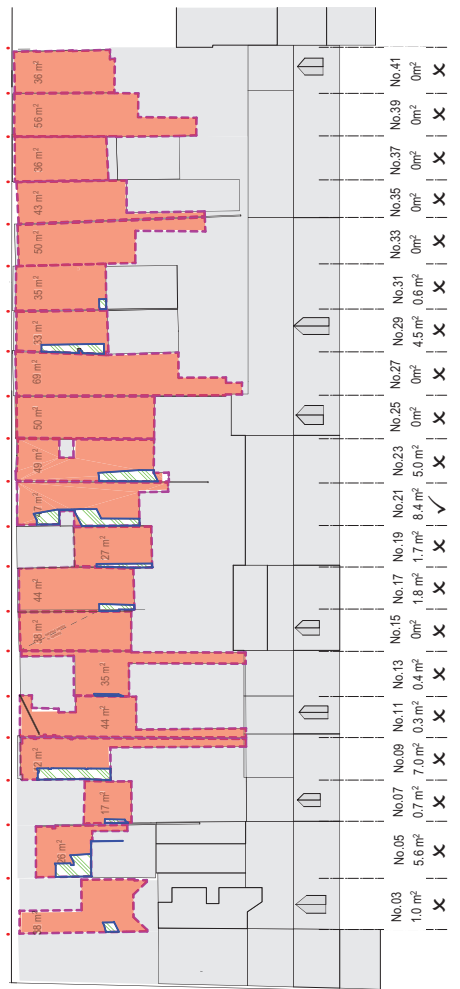 26 m²
17 m²
44 m²
35 m²
38 m²
44 m²
27 m²
49 m²
50 m²
69 m²
33 m²
35 m²
50 m²
43 m²
36 m²
56 m²
36 m²
No.03
1.0 m²
✗
No.05
5.6 m²
✗
No.07
0.7 m²
✗
No.09
7.0 m²
✗
No.11
0.3 m²
✗
No.13
0.4 m²
✗
No.15
0m²
✗
No.17
1.8 m²
✗
No.19
1.7 m²
✗
No.21
8.4 m²
✓
No.23
5.0 m²
✗
No.25
0m²
✗
No.27
0m²
✗
No.29
4.5 m²
✗
No.31
0.6 m²
✗
No.33
0m²
✗
No.35
0m²
✗
No.37
0m²
✗
No.39
0m²
✗
No.41
0m²
✗